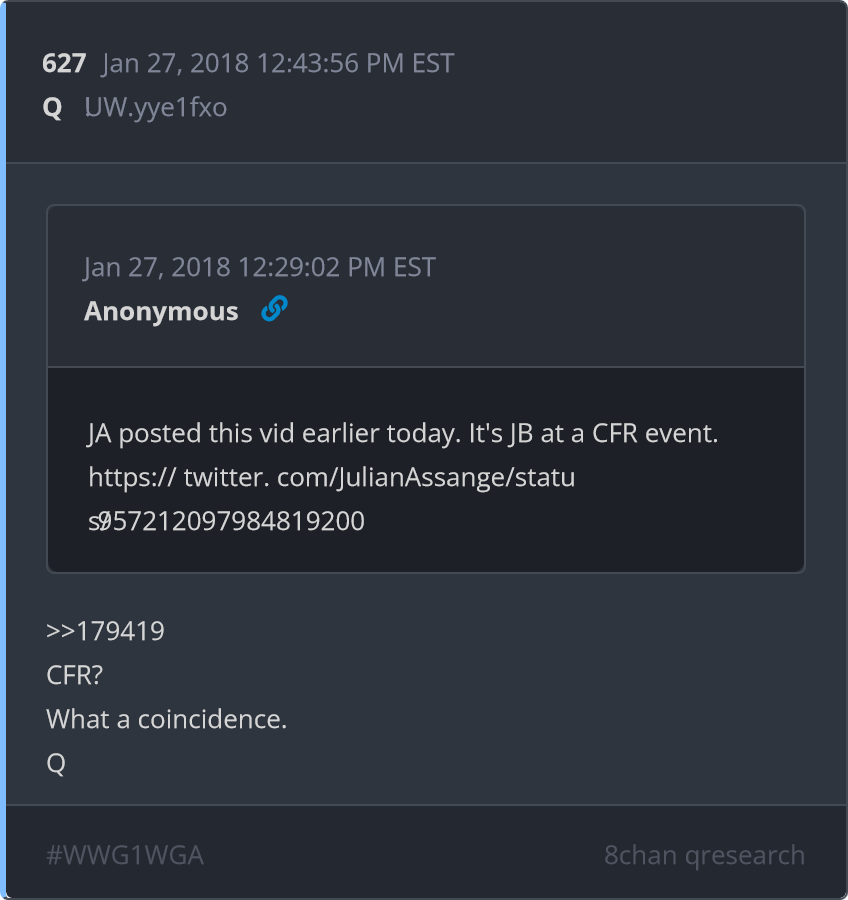 627 Jan 27, 2018 12:43:56 PM EST
Q UW.yye1fxo
Jan 27, 2018 12:29:02 PM EST
Anonymous
JA posted this vid earlier today. It's JB at a CFR event.
https:// twitter. com/JulianAssange/statu
s/957212097984819200
>>179419
CFR?
What a coincidence.
Q
#WWG1WGA
8chan qresearch